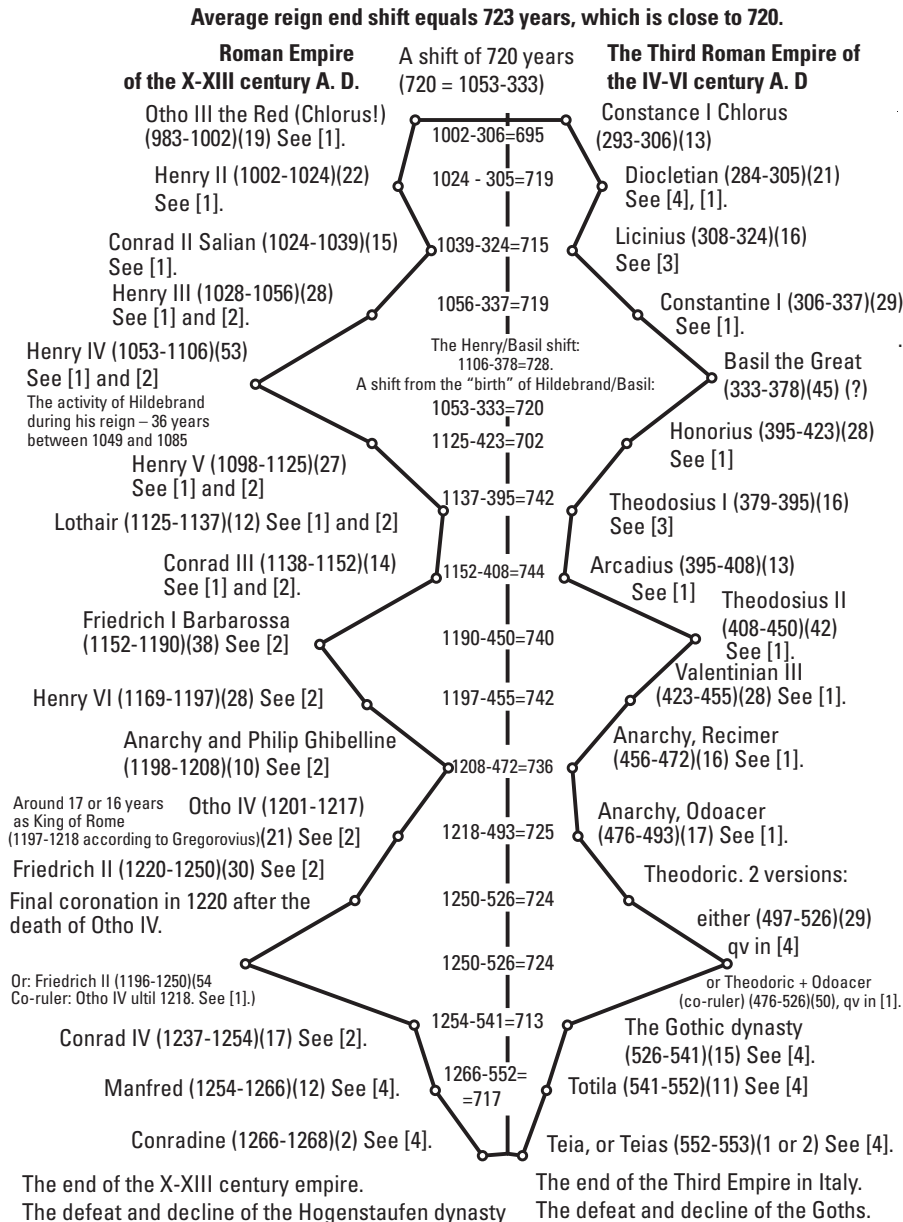 Average reign end shift equals 723 years, which is close to 720.
Roman Empire
of the X-XIII century A. D.
A shift of 720 years
(720 = 1053-333)
The Third Roman Empire of
the IV-VI century A. D
Otho III the Red (Chlorus!)
(983-1002)(19) See [1].
1002-306=695
Constance I Chlorus
(293-306)(13)
Henry II (1002-1024)(22)
See [1].
1024 - 305=719
Diocletian (284-305)(21)
See [4], [1].
Conrad II Salian (1024-1039)(15)
See [1].
1039-324=715
Licinius (308-324)(16)
See [3]
Henry III (1028-1056)(28)
See [1] and [2].
1056-337=719
Constantine I (306-337)(29)
See [1].
Henry IV (1053-1106)(53)
See [1] and [2]
The activity of Hildebrand
during his reign – 36 years
between 1049 and 1085
The Henry/Basil shift:
1106-378=728.
A shift from the “birth” of Hildebrand/Basil:
1053-333=720
Basil the Great
(333-378)(45) (?)
Henry V (1098-1125)(27)
See [1] and [2]
1125-423=702
Honorius (395-423)(28)
See [1]
Lothair (1125-1137)(12) See [1] and [2]
1137-395=742
Theodosius I (379-395)(16)
See [3]
Conrad III (1138-1152)(14)
See [1] and [2].
1152-408=744
Arcadius (395-408)(13)
See [1]
Friedrich I Barbarossa
(1152-1190)(38) See [2]
1190-450=740
Theodosius II
(408-450)(42)
See [1].
Henry VI (1169-1197)(28) See [2]
1197-455=742
Valentinian III
(423-455)(28) See [1].
Anarchy and Philip Ghibelline
(1198-1208)(10) See [2]
1208-472=736
Anarchy, Recimer
(456-472)(16) See [1].
Around 17 or 16 years
as King of Rome
(1197-1218 according to Gregorovius)
Otho IV (1201-1217)
(21) See [2]
1218-493=725
Anarchy, Odoacer
(476-493)(17) See [1].
Friedrich II (1220-1250)(30) See [2]
Final coronation in 1220 after the
death of Otho IV.
1250-526=724
Theodoric. 2 versions:
either (497-526)(29)
qv in [4]
Or: Friedrich II (1196-1250)(54
Co-ruler: Otho IV ultil 1218. See [1].)
1250-526=724
or Theodoric + Odoacer
(co-ruler) (476-526)(50), qv in [1].
Conrad IV (1237-1254)(17) See [2].
1254-541=713
The Gothic dynasty
(526-541)(15) See [4].
Manfred (1254-1266)(12) See [4].
1266-552=
=717
Totila (541-552)(11) See [4]
Conradine (1266-1268)(2) See [4].
Teia, or Teias (552-553)(1 or 2) See [4].
The end of the X-XIII century empire.
The defeat and decline of the Hogenstaufen dynasty
The end of the Third Empire in Italy.
The defeat and decline of the Goths.